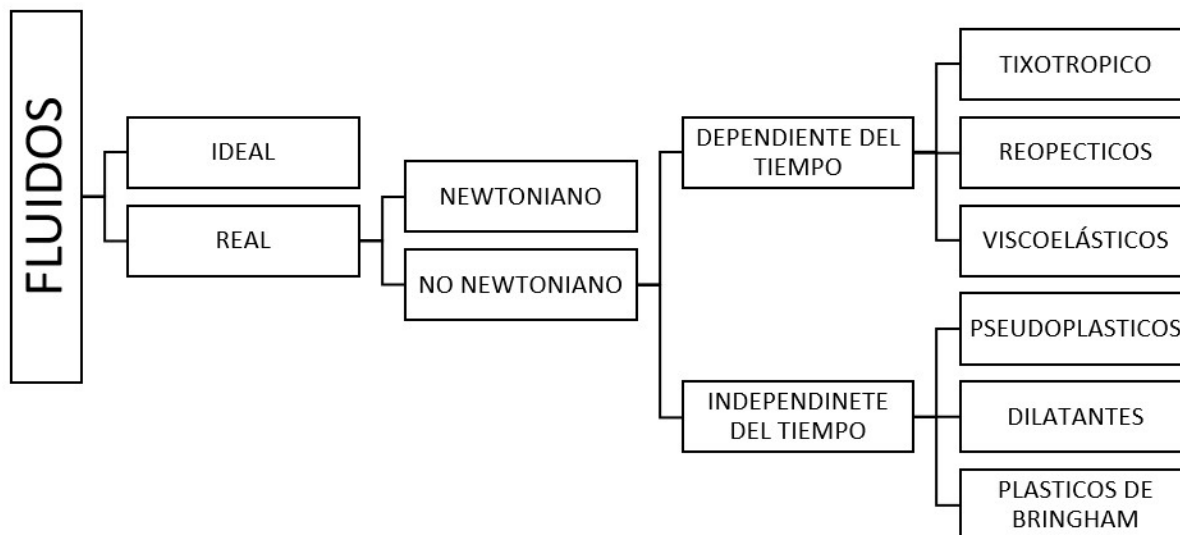 FLUIDOS
IDEAL
REAL
NEWTONIANO
NO NEWTONIANO
DEPENDIENTE DEL
TIEMPO
INDEPENDINETE
DEL TIEMPO
TIXOTROPICO
REOPECTICOS
VISCOELÁSTICOS
PSEUDOPLASTICOS
DILATANTES
PLASTICOS DE
BRINGHAM